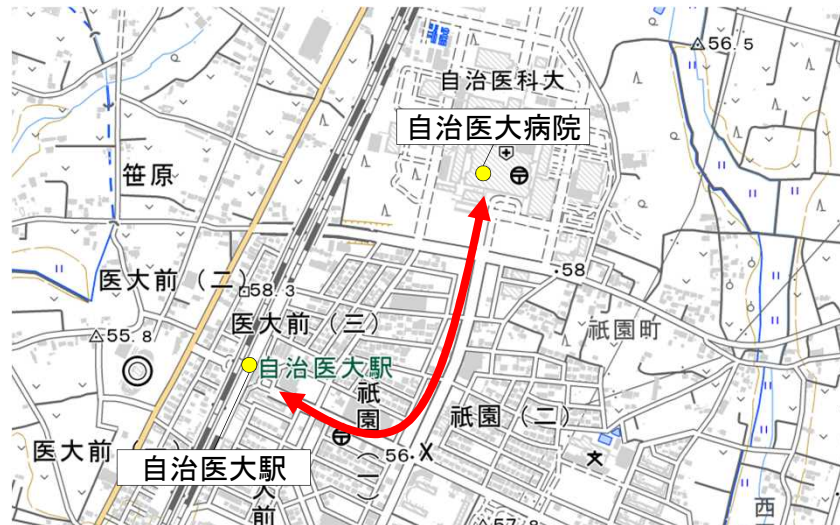 56.5
自治医科大
自治医大病院
笹原
58
医大前(二)
58.3
医大前(三)
祇園町
55.8
自治医大駅
祇園(一)
祇園(二)
医大前
56
自治医大駅
大前
57.8
西